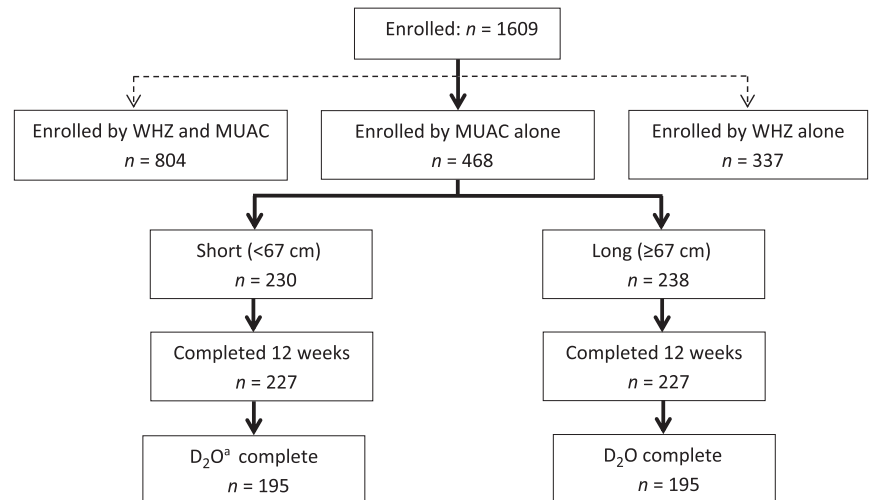 Enrolled: n = 1609
Enrolled by WHZ and MUAC
n = 804
Enrolled by MUAC alone
n = 468
Enrolled by WHZ alone
n = 337
Short (<67 cm)
n = 230
Long (≥67 cm)
n = 238
Completed 12 weeks
n = 227
Completed 12 weeks
n = 227
D₂Oᵃ complete
n = 195
D₂O complete
n = 195